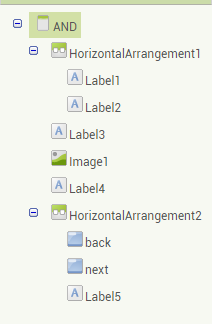 AND
HorizontalArrangement1
A Label1
A Label2
A Label3
Image1
A Label4
HorizontalArrangement2
back
next
A Label5